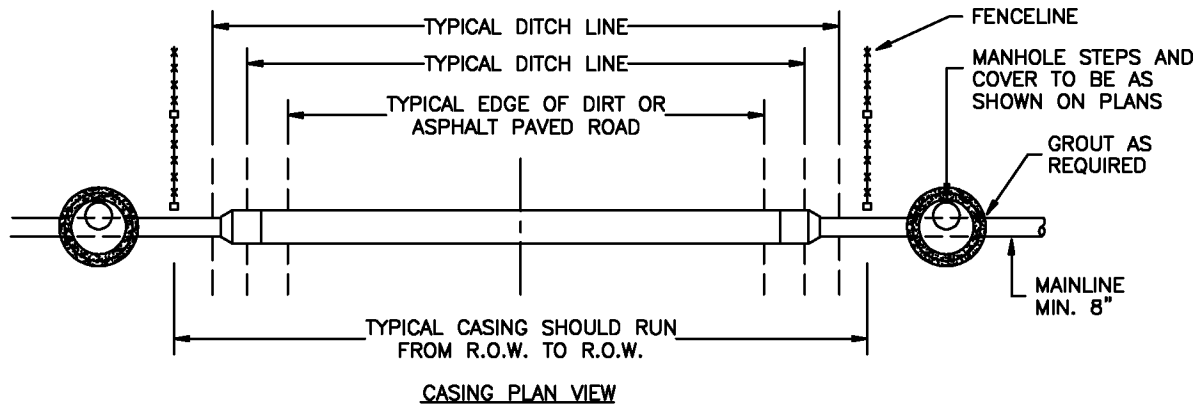 TYPICAL DITCH LINE
TYPICAL DITCH LINE
TYPICAL EDGE OF DIRT OR
ASPHALT PAVED ROAD
FENCELINE
MANHOLE STEPS AND
COVER TO BE AS
SHOWN ON PLANS
GROUT AS
REQUIRED
MAINLINE
MIN. 8"
TYPICAL CASING SHOULD RUN
FROM R.O.W. TO R.O.W.
CASING PLAN VIEW